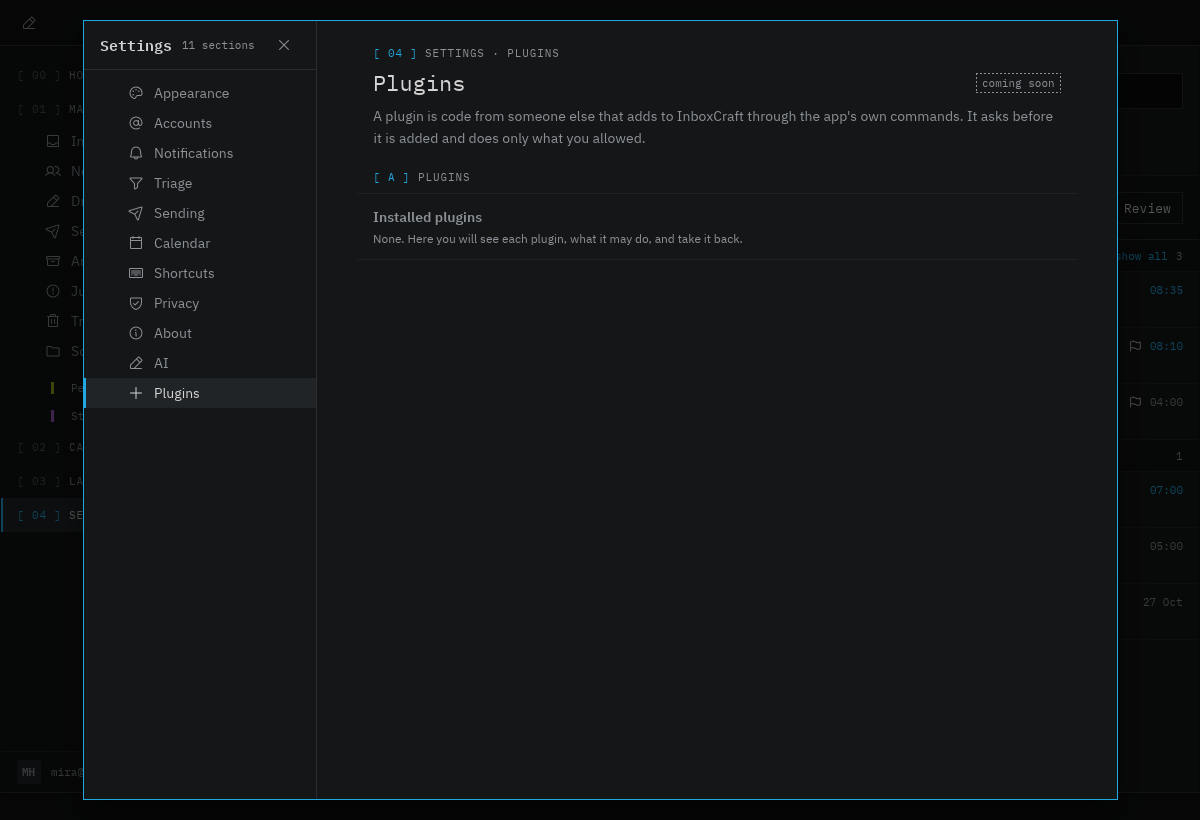 Settings 11 sections
Appearance
Accounts
Notifications
Triage
Sending
Calendar
Shortcuts
Privacy
About
AI
Plugins
[ 04 ] SETTINGS · PLUGINS
Plugins
coming soon
A plugin is code from someone else that adds to InboxCraft through the app's own commands. It asks before
it is added and does only what you allowed.
[ A ] PLUGINS
Installed plugins
None. Here you will see each plugin, what it may do, and take it back.
[ 00 ]
[ 01 ]
[ 02 ]
[ 03 ]
[ 04 ]
MH
Review
show all 3
08:35
08:10
04:00
1
07:00
05:00
27 Oct